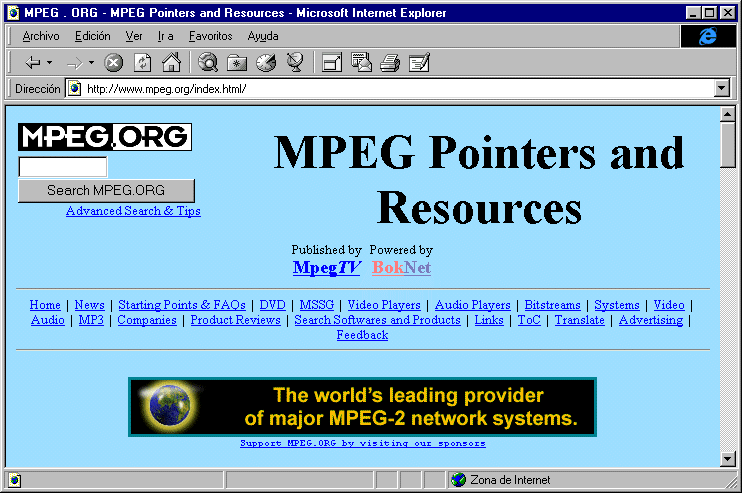 MPEG . ORG - MPEG Pointers and Resources - Microsoft Internet Explorer
Archivo Edición Ver Ir a Favoritos Ayuda
Dirección http://www.mpeg.org/index.html/
MPEG.ORG
Search MPEG.ORG
Advanced Search & Tips
MPEG Pointers and
Resources
Published by Powered by
MpegTV BokNet
Home | News | Starting Points & FAQs | DVD | MSSG | Video Players | Audio Players | Bitstreams | Systems | Video |
Audio | MP3 | Companies | Product Reviews | Search Softwares and Products | Links | ToC | Translate | Advertising |
Feedback
The world's leading provider
of major MPEG-2 network systems.
Support MPEG.ORG by visiting our sponsors
Zona de Internet